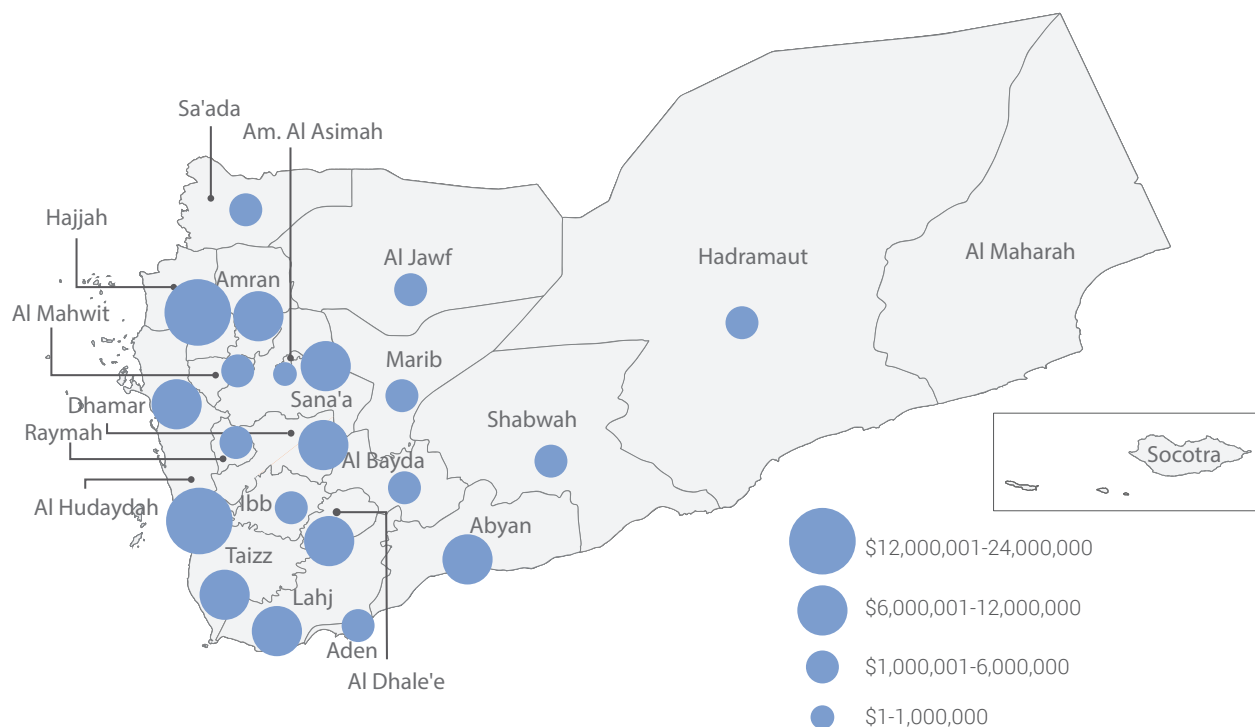 Sa'ada
Am. Al Asimah
Hajjah
Al Jawf
Hadramaut
Al Maharah
Amran
Al Mahwit
Marib
Sana'a
Dhamar
Shabwah
Raymah
Al Bayda
Socotra
Al Hudaydah
Ibb
Abyan
Taizz
$12,000,001-24,000,000
Lahj
$6,000,001-12,000,000
Aden
$1,000,001-6,000,000
Al Dhale'e
$1-1,000,000